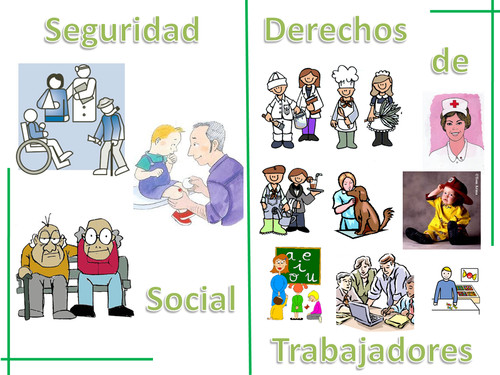 Seguridad
Social
Derechos
de
a e
i o u
Trabajadores